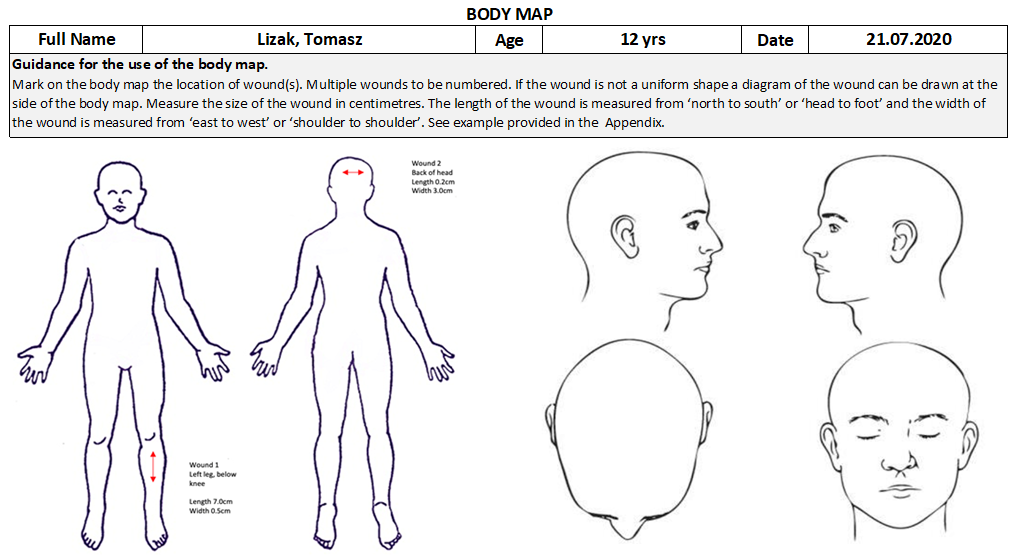 BODY MAP
Full Name Lizak, Tomasz Age 12 yrs Date 21.07.2020
Guidance for the use of the body map.
Mark on the body map the location of wound(s). Multiple wounds to be numbered. If the wound is not a uniform shape a diagram of the wound can be drawn at the
side of the body map. Measure the size of the wound in centimetres. The length of the wound is measured from ‘north to south’ or ‘head to foot’ and the width of
the wound is measured from ‘east to west’ or ‘shoulder to shoulder’. See example provided in the Appendix.
Wound 2
Back of head
Length 0.2cm
Width 3.0cm
Wound 1
Left leg, below
knee
Length 7.0cm
Width 0.5cm